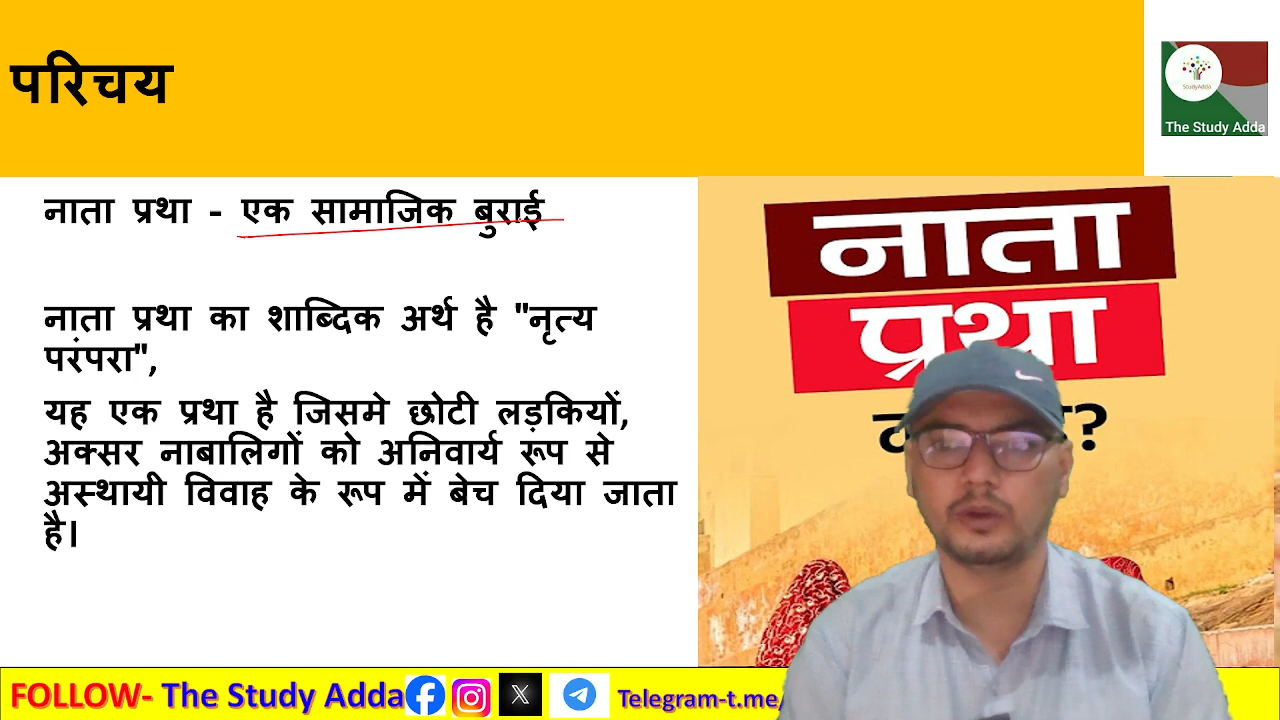 परिचय
The Study Adda
नाता प्रथा - एक सामाजिक बुराई
नाता प्रथा का शाब्दिक अर्थ है "नृत्य
परंपरा",
यह एक प्रथा है जिसमे छोटी लड़कियों,
अक्सर नाबालिगों को अनिवार्य रूप से
अस्थायी विवाह के रूप में बेच दिया जाता
है।
नाता
प्रथा
FOLLOW- The Study Adda
Telegram-t.me/